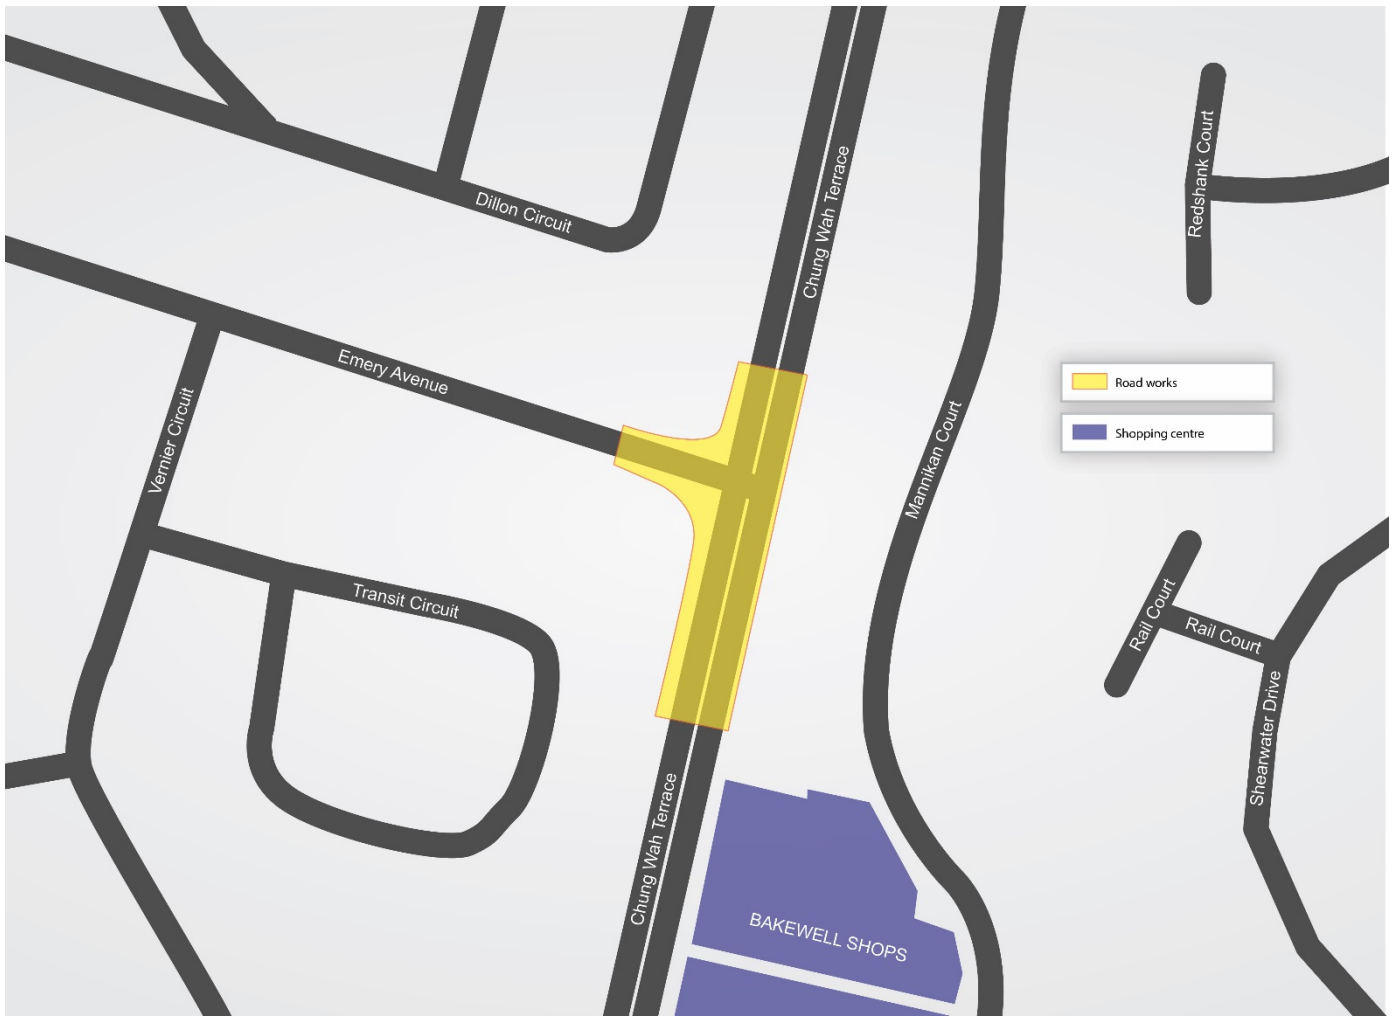 Dillon Circuit
Chung Wah Terrace
Redshank Court
Emery Avenue
Road works
Shopping centre
Vernier Circuit
Mannikan Court
Transit Circuit
Rail Court
Rail Court
Shearwater Drive
Chung Wah Terrace
BAKEWELL SHOPS